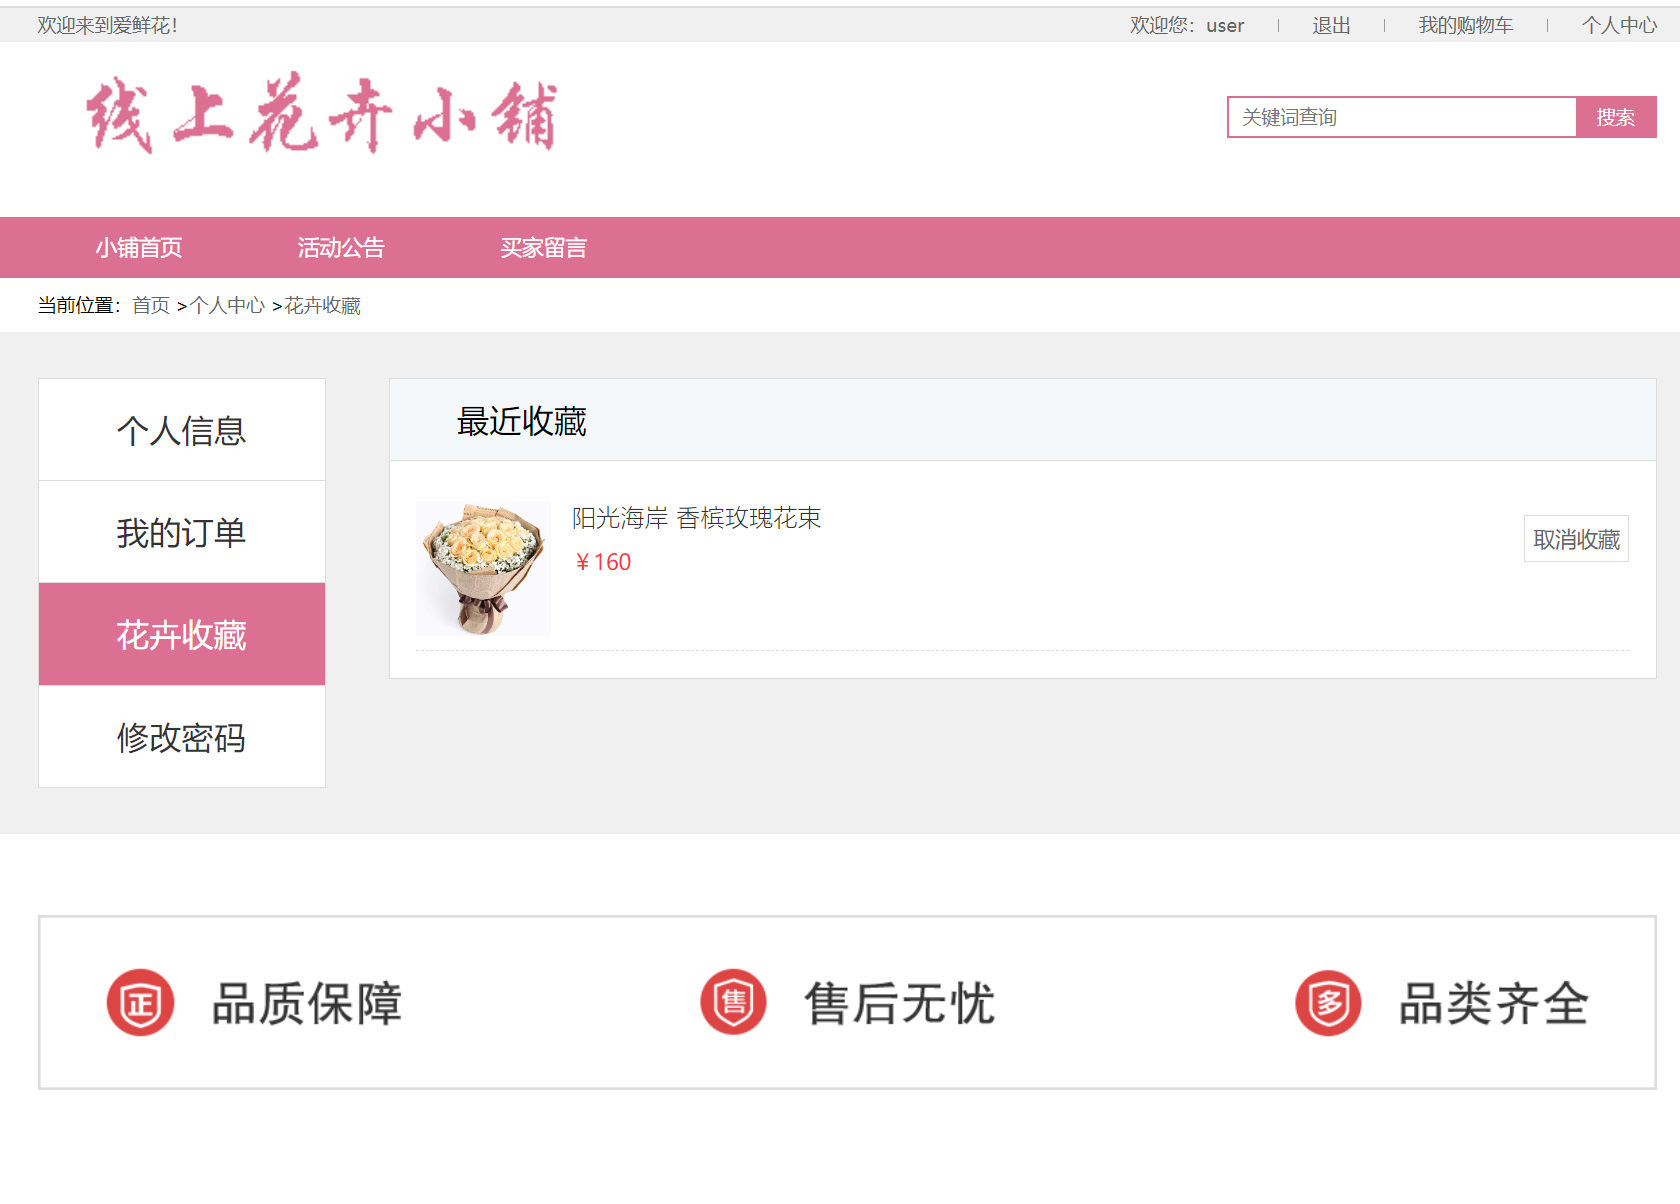 欢迎来到爱鲜花！
欢迎您：user
退出
我的购物车
个人中心
线上花卉小铺
关键词查询
搜索
小铺首页
活动公告
买家留言
当前位置：首页 >个人中心 >花卉收藏
个人信息
我的订单
花卉收藏
修改密码
最近收藏
阳光海岸 香槟玫瑰花束
￥160
取消收藏
正 品质保障
售 售后无忧
多 品类齐全